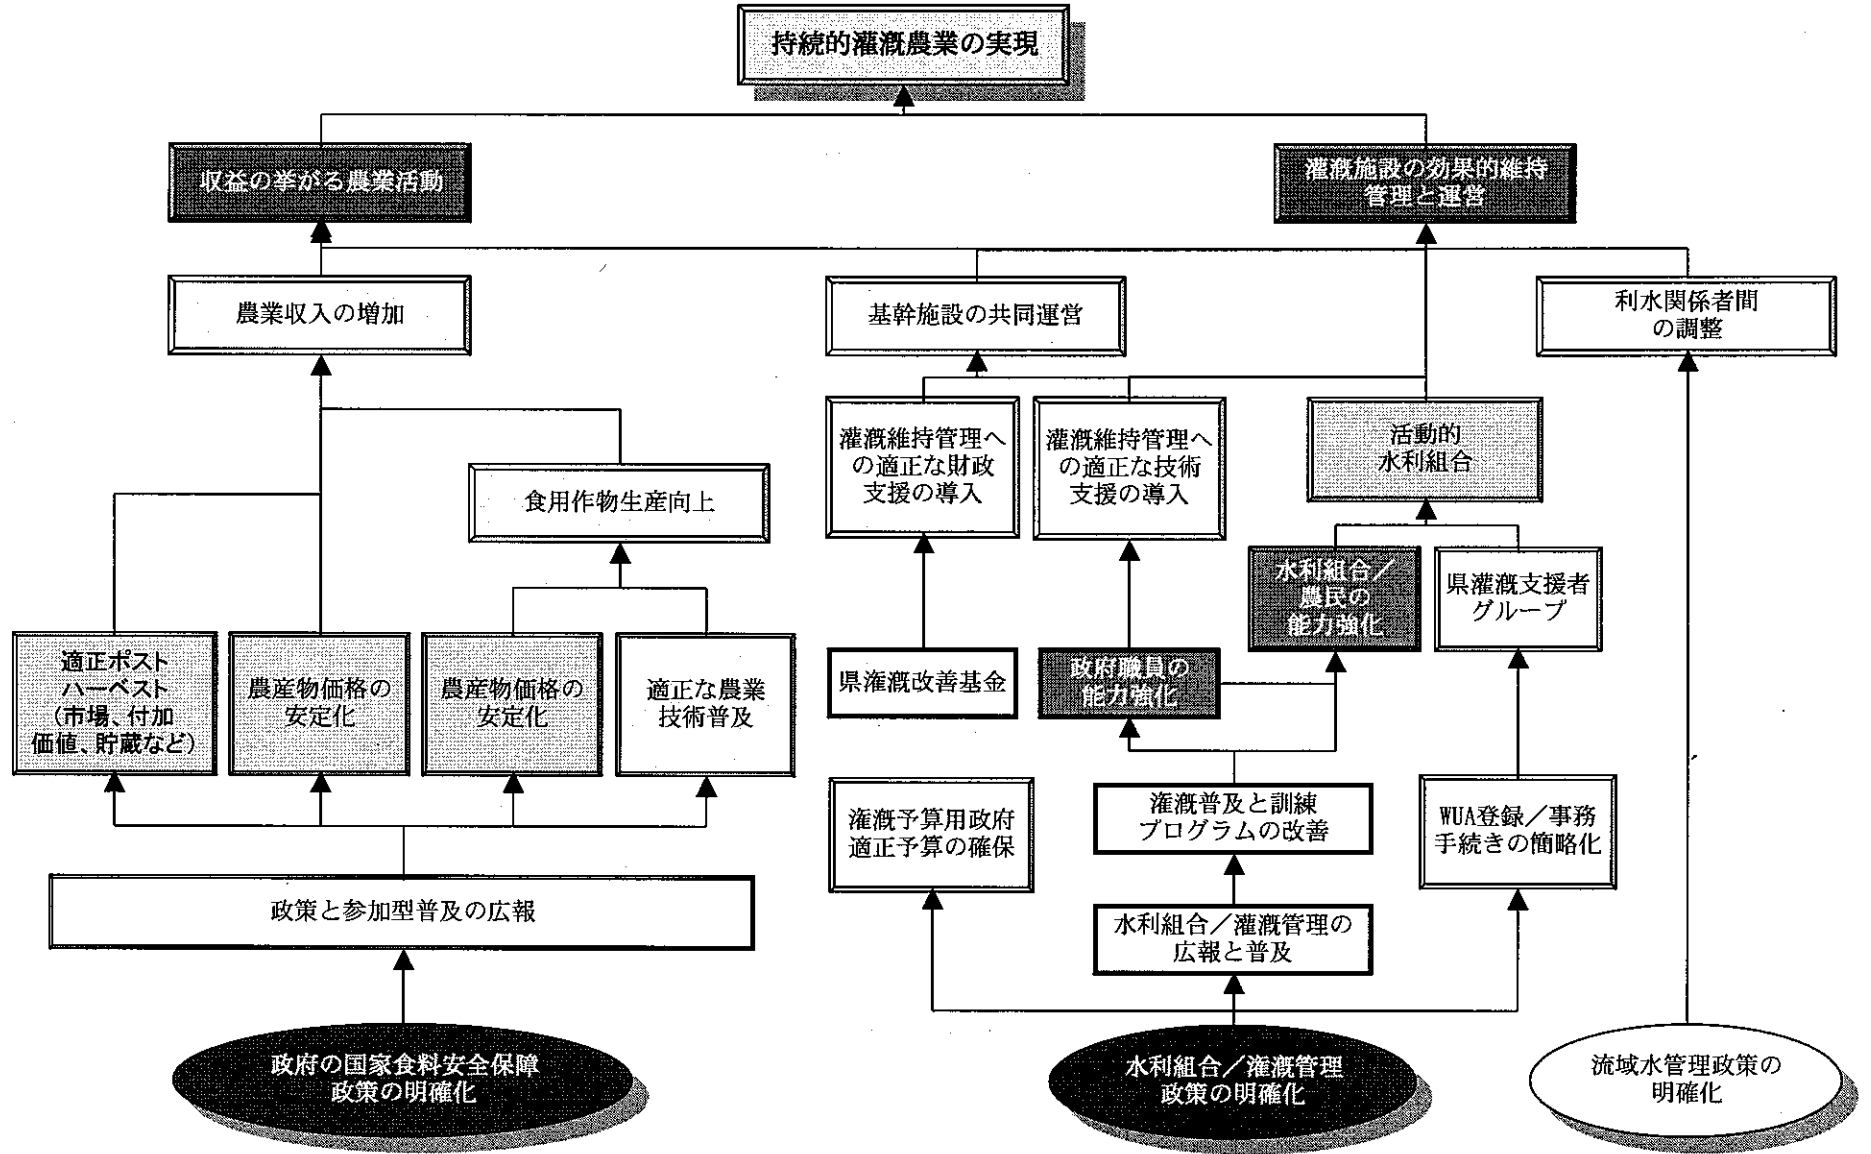 持続的灌漑農業の実現
収益の挙がる農業活動
灌漑施設の効果的維持
管理と運営
農業収入の増加
基幹施設の共同運営
利水関係者間
の調整
灌漑維持管理へ
の適正な財政
支援の導入
灌漑維持管理へ
の適正な技術
支援の導入
活動的
水利組合
食用作物生産向上
水利組合／
農民の
能力強化
県灌漑支援者
グループ
適正ポスト
ハーベスト
(市場、付加
価値、貯蔵など)
農産物価格の
安定化
農産物価格の
安定化
適正な農業
技術普及
県灌漑改善基金
政府職員の
能力強化
灌漑予算用政府
適正予算の確保
灌漑普及と訓練
プログラムの改善
WUA登録／事務
手続きの簡略化
政策と参加型普及の広報
水利組合／灌漑管理の
広報と普及
政府の国家食料安全保障
政策の明確化
水利組合／灌漑管理
政策の明確化
流域水管理政策の
明確化